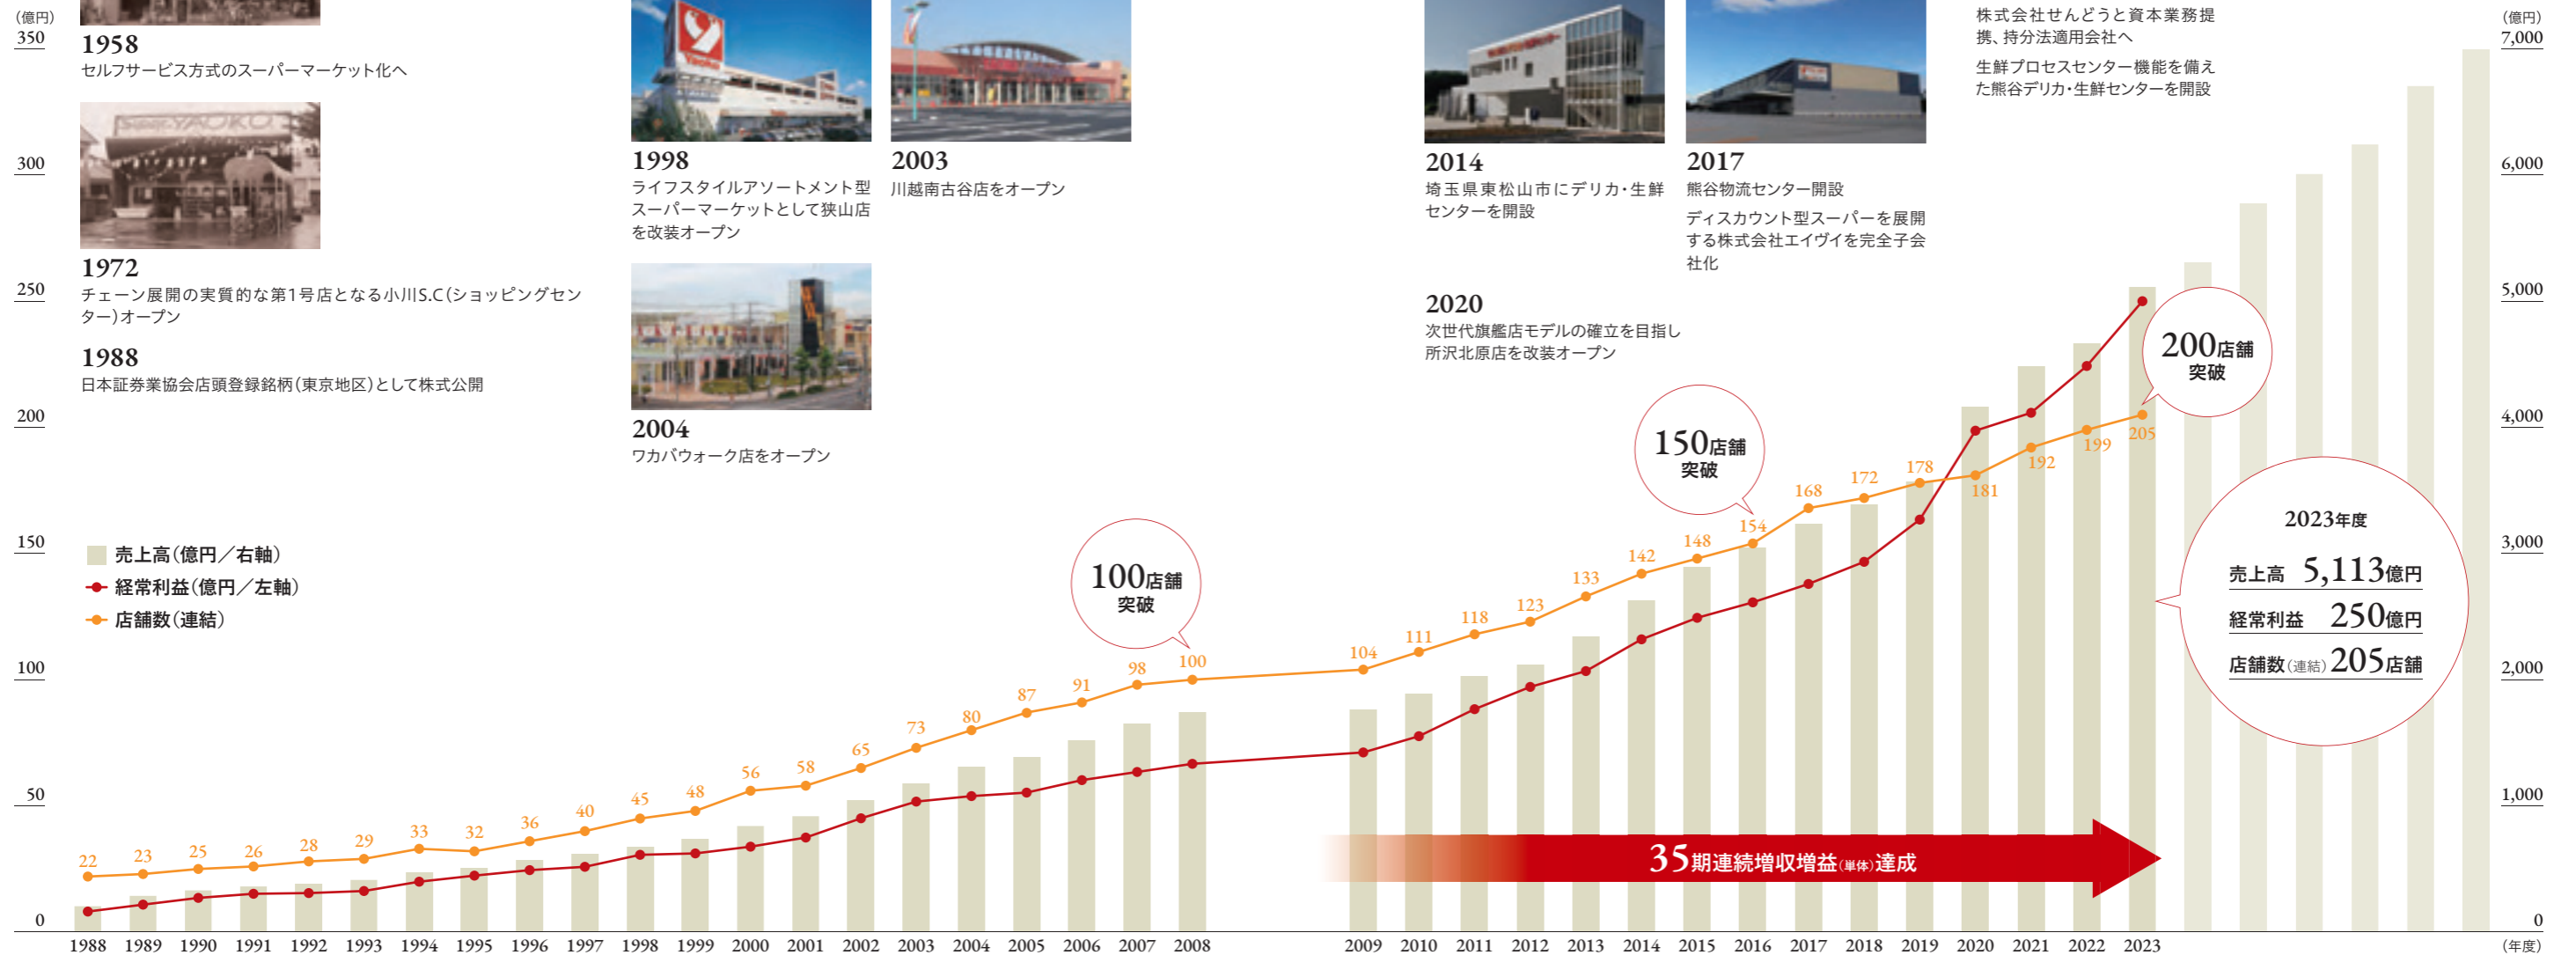 (億円)
350
300
250
200
150
100
50
0
1958
セルフサービス方式のスーパーマーケット化へ
1972
チェーン展開の実質的な第1号店となる小川S.C(ショッピングセン
ター)オープン
1988
日本証券業協会店頭登録銘柄(東京地区)として株式公開
Yaoko
1998
ライフスタイルアソートメント型
スーパーマーケットとして狭山店
を改装オープン
2004
ワカバウォーク店をオープン
2003
川越南古谷店をオープン
2014
埼玉県東松山市にデリカ・生鮮
センターを開設
2020
次世代旗艦店モデルの確立を目指し
所沢北原店を改装オープン
2017
熊谷物流センター開設
ディスカウント型スーパーを展開
する株式会社エイヴイを完全子会
社化
株式会社せんどうと資本業務提
携、持分法適用会社へ
生鮮プロセスセンター機能を備え
た熊谷デリカ・生鮮センターを開設
(億円)
7,000
6,000
5,000
4,000
3,000
2,000
1,000
0
売上高(億円/右軸)
経常利益(億円/左軸)
店舗数(連結)
100店舗
突破
150店舗
突破
200店舗
突破
2023年度
売上高 5,113億円
経常利益 250億円
店舗数(連結) 205店舗
22 23 25 26 28 29 33 32 36 40 45 48 56 58 65 73 80 87 91 98 100 104 111 118 123 133 142 148 154 168 172 178 181 192 199 205
35期連続増収増益(単体)達成
1988 1989 1990 1991 1992 1993 1994 1995 1996 1997 1998 1999 2000 2001 2002 2003 2004 2005 2006 2007 2008 2009 2010 2011 2012 2013 2014 2015 2016 2017 2018 2019 2020 2021 2022 2023 (年度)